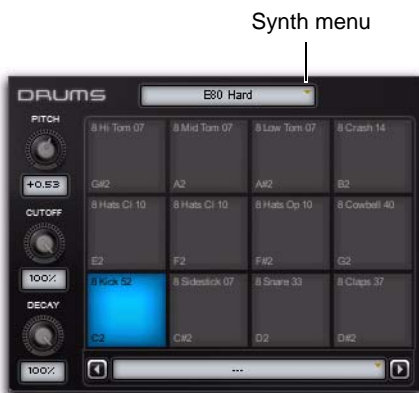 Synth menu
DRUMS
E80 Hard
PITCH
+0.53
CUTOFF
100%
DECAY
100%
8 Hi Tom 07
G#2
8 Mid Tom 07
A2
8 Low Tom 07
A#2
8 Crash 14
B2
8 Hats Cl 10
E2
8 Hats Cl 10
F2
8 Hats Op 10
F#2
8 Cowbell 40
G2
8 Kick 52
C2
8 Sidestick 07
C#2
8 Snare 33
D2
8 Claps 37
D#2
---